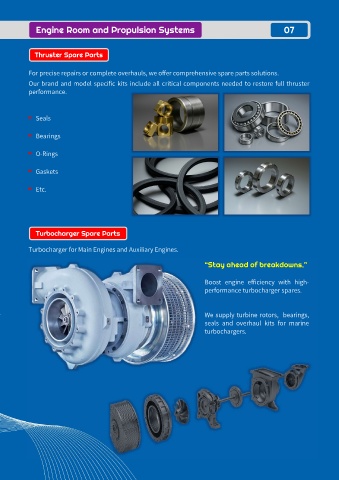 Engine Room and Propulsion Systems
07
Thruster Spare Parts
For precise repairs or complete overhauls, we offer comprehensive spare parts solutions.
Our brand and model specific kits include all critical components needed to restore full thruster
performance.
Seals
Bearings
O-Rings
Gaskets
Etc.
Turbocharger Spare Parts
Turbocharger for Main Engines and Auxiliary Engines.
“Stay ahead of breakdowns.”
Boost engine efficiency with high-
performance turbocharger spares.
We supply turbine rotors, bearings,
seals and overhaul kits for marine
turbochargers.